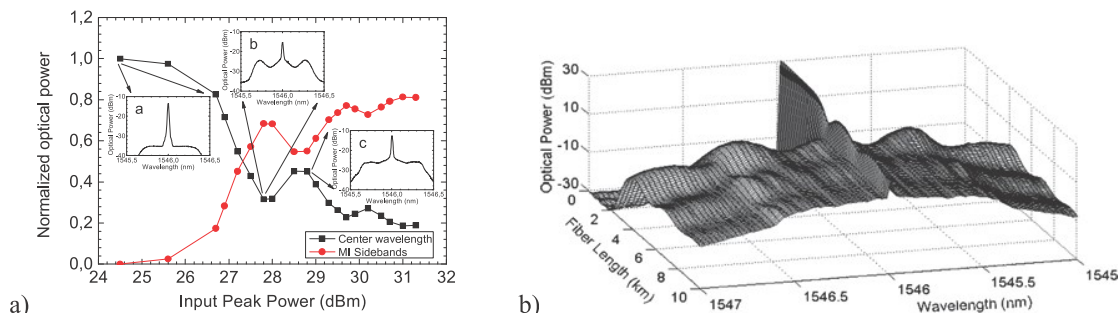 1,2
1,0
0,8
0,6
0,4
0,2
0,0
Normalized optical power
24 25 26 27 28 29 30 31 32
Input Peak Power (dBm)
Center wavelength
MI Sidebands
a
Optical Power (dBm)
-10
-20
-30
-40
1545,5 1546,0 1546,5
Wavelength (nm)
b
Optical Power (dBm)
-10
-20
-30
-40
1545,5 1546,0 1546,5
Wavelength (nm)
c
Optical Power (dBm)
-10
-20
-30
-40
1545,5 1546,0 1546,5
Wavelength (nm)
a)
30
10
-10
-30
Optical Power (dBm)
0
2
4
6
8
10
Fiber Length (km)
1547
1546.5
1546
1545.5
1545
Wavelength (nm)
b)